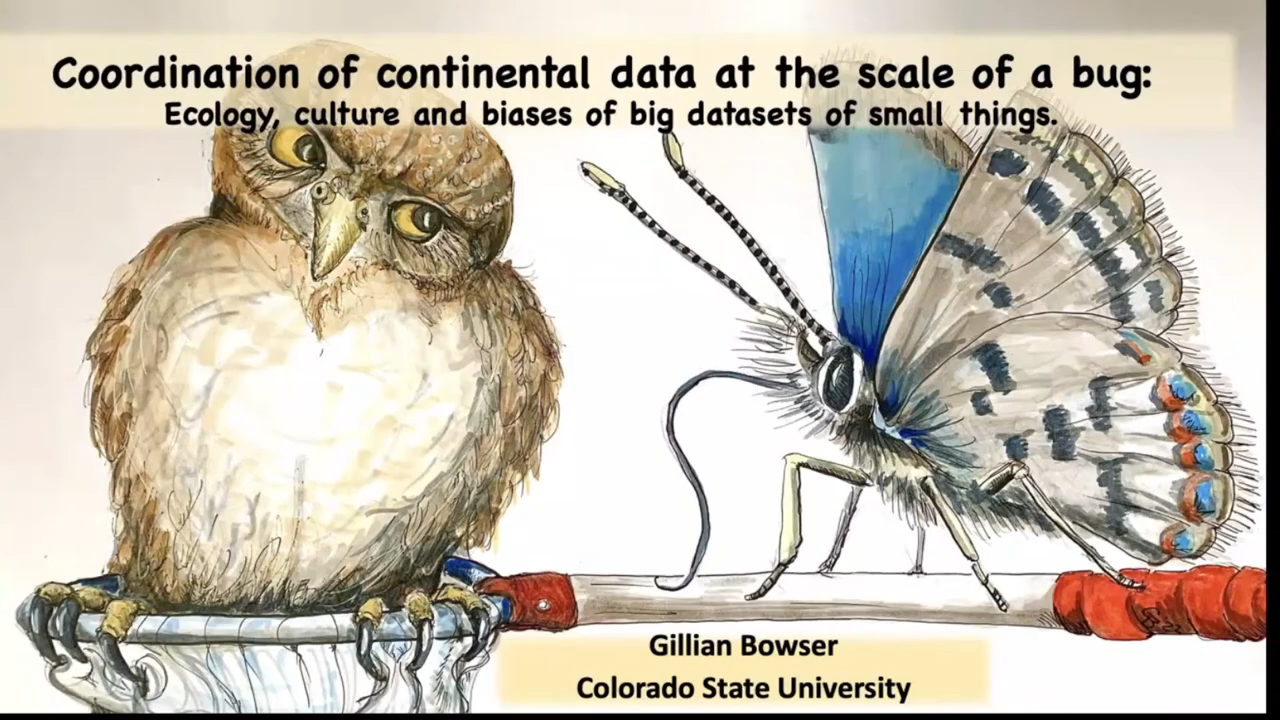 Coordination of continental data at the scale of a bug:
Ecology, culture and biases of big datasets of small things.
Gillian Bowser
Colorado State University